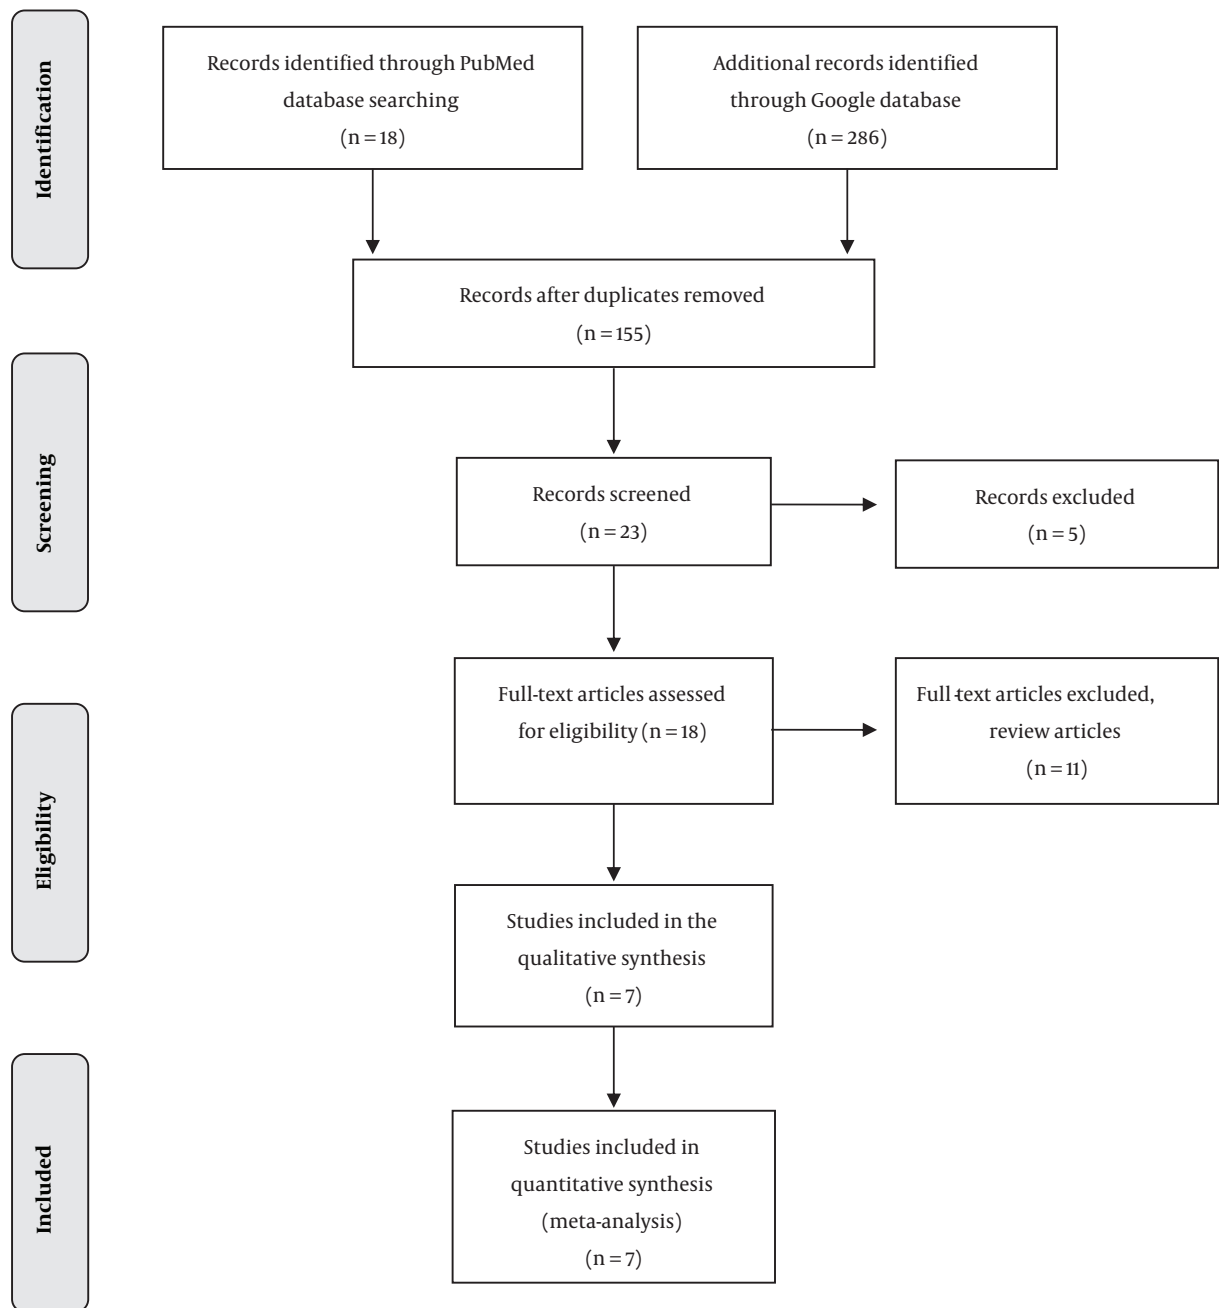 Identification
Records identified through PubMed
database searching
(n = 18)
Additional records identified
through Google database
(n = 286)
Records after duplicates removed
(n = 155)
Screening
Records screened
(n = 23)
Records excluded
(n = 5)
Eligibility
Full-text articles assessed
for eligibility (n = 18)
Full-text articles excluded,
review articles
(n = 11)
Studies included in the
qualitative synthesis
(n = 7)
Included
Studies included in
quantitative synthesis
(meta-analysis)
(n = 7)